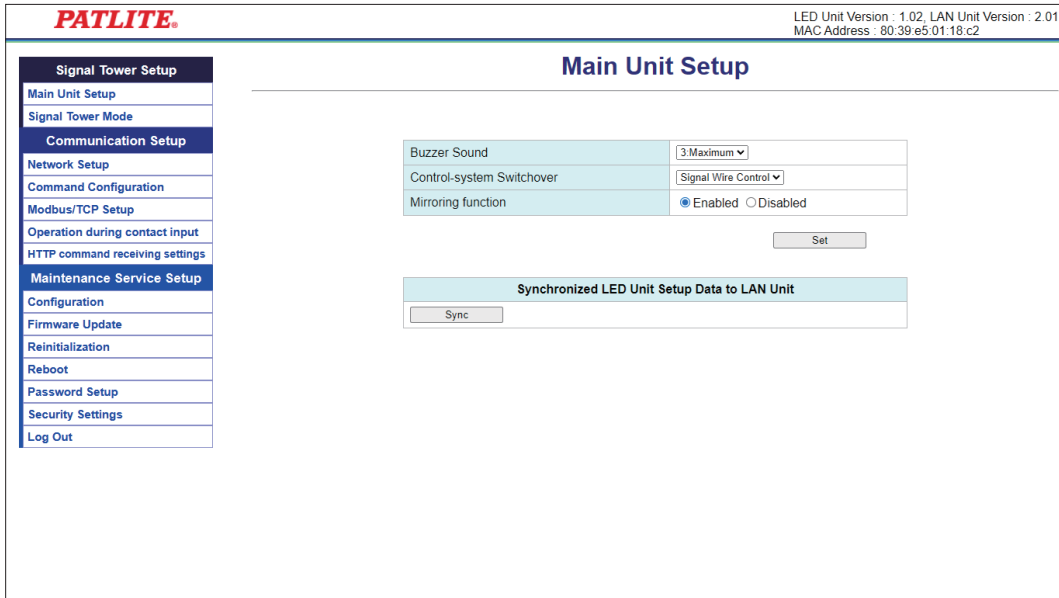 PATLITE®
LED Unit Version : 1.02, LAN Unit Version : 2.01
MAC Address : 80:39:e5:01:18:c2
Signal Tower Setup
Main Unit Setup
Signal Tower Mode
Communication Setup
Network Setup
Command Configuration
Modbus/TCP Setup
Operation during contact input
HTTP command receiving settings
Maintenance Service Setup
Configuration
Firmware Update
Reinitialization
Reboot
Password Setup
Security Settings
Log Out
Main Unit Setup
Buzzer Sound 3:Maximum
Control-system Switchover Signal Wire Control
Mirroring function Enabled Disabled
Set
Synchronized LED Unit Setup Data to LAN Unit
Sync